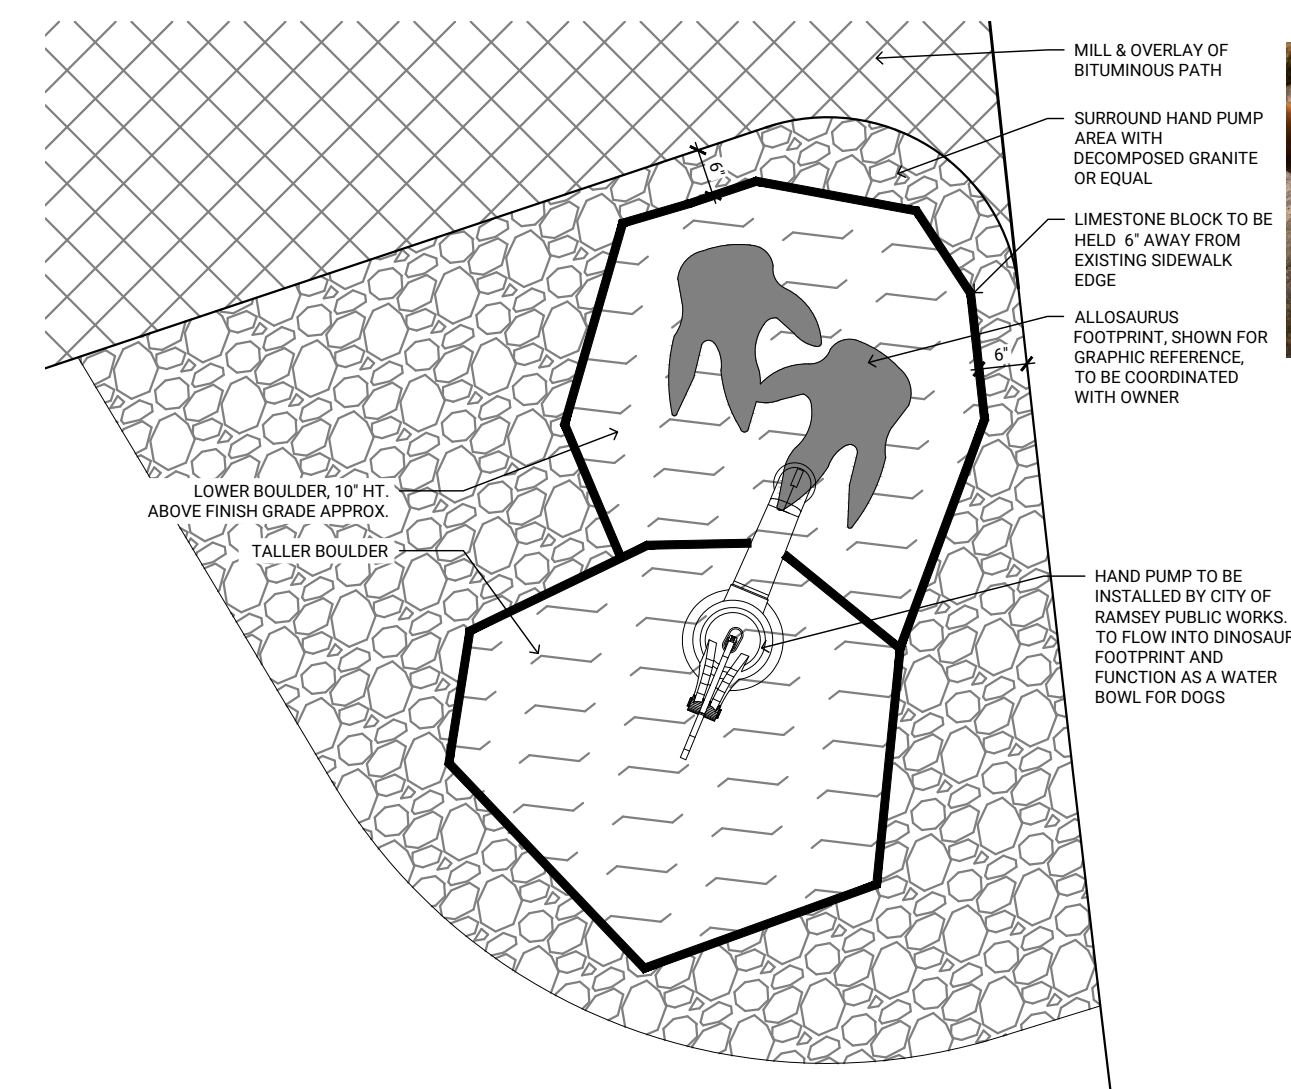 MILL & OVERLAY OF
BITUMINOUS PATH
SURROUND HAND PUMP
AREA WITH
DECOMPOSED GRANITE
OR EQUAL
6"
LIMESTONE BLOCK TO BE
HELD 6" AWAY FROM
EXISTING SIDEWALK
EDGE
ALLOSAURUS
FOOTPRINT, SHOWN FOR
GRAPHIC REFERENCE,
TO BE COORDINATED
WITH OWNER
6"
LOWER BOULDER, 10" HT.
ABOVE FINISH GRADE APPROX.
TALLER BOULDER
HAND PUMP TO BE
INSTALLED BY CITY OF
RAMSEY PUBLIC WORKS.
TO FLOW INTO DINOSAUR
FOOTPRINT AND
FUNCTION AS A WATER
BOWL FOR DOGS